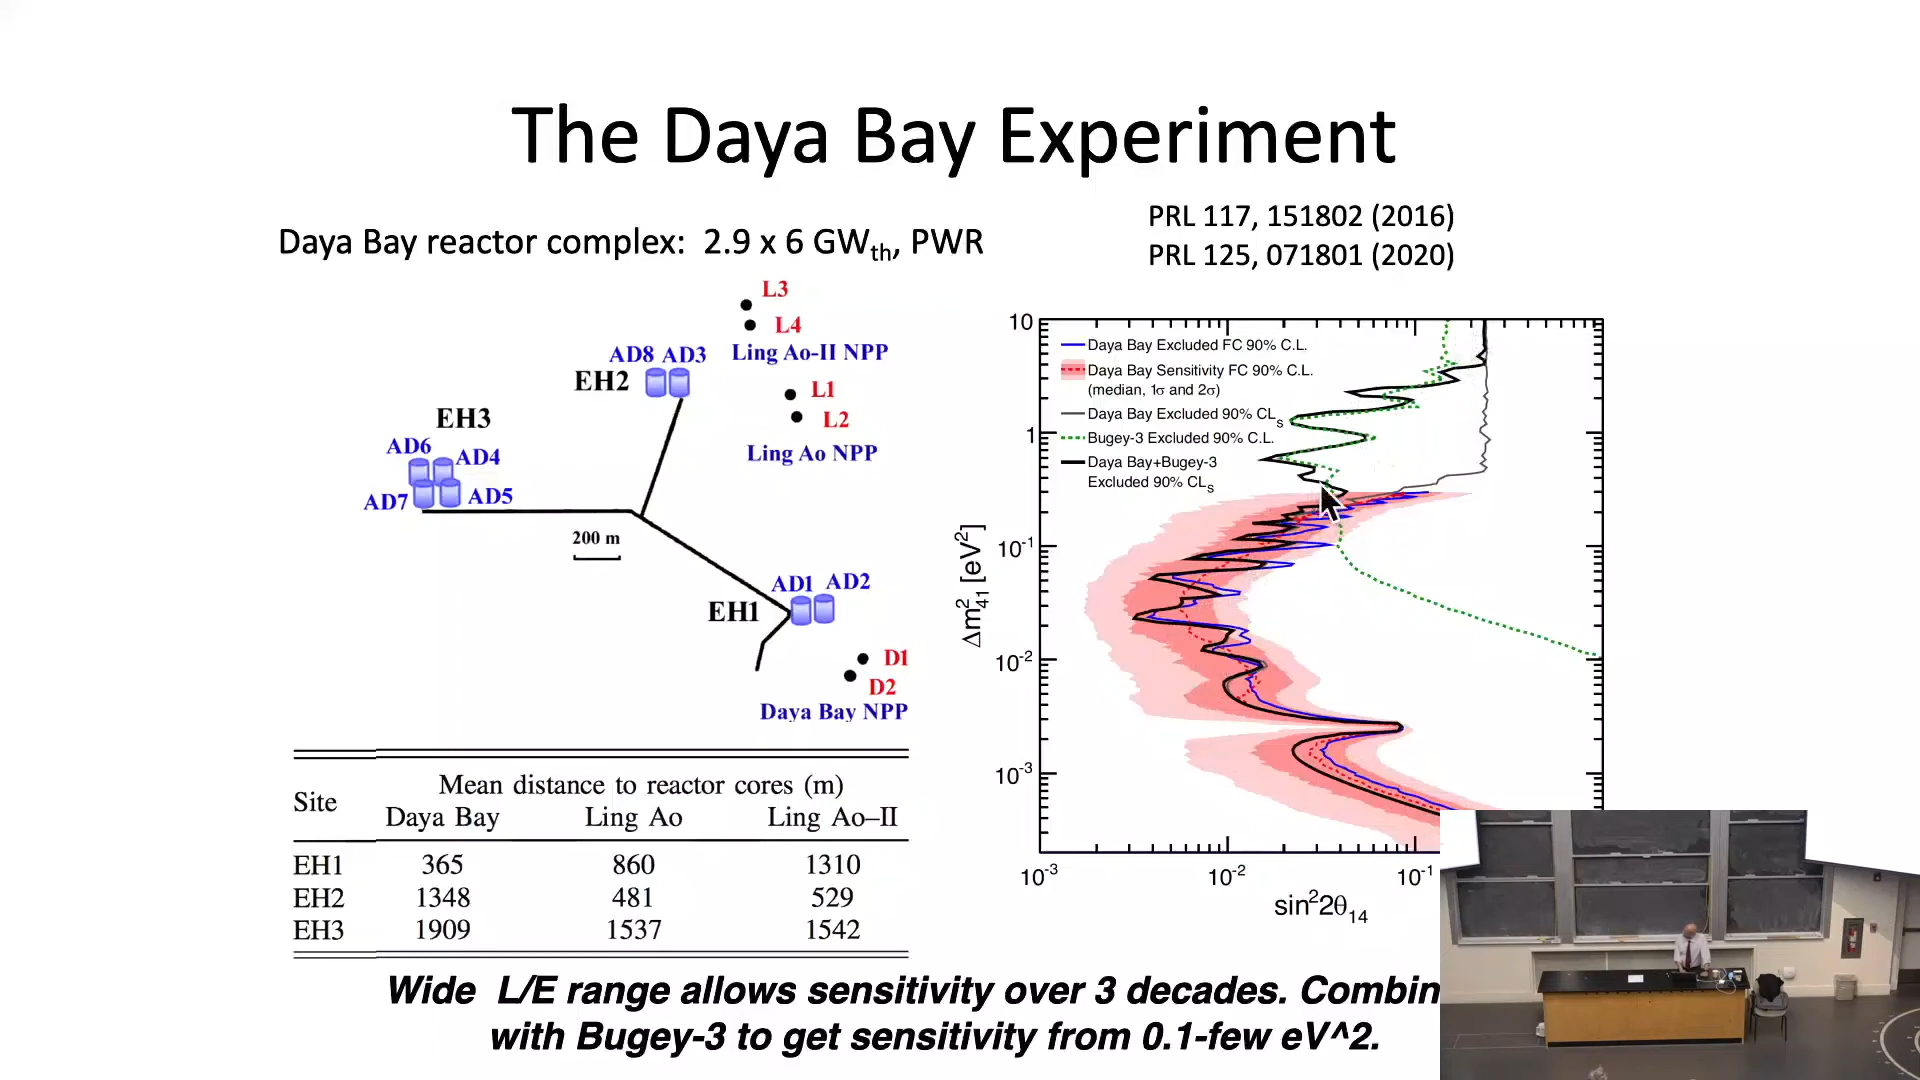 The Daya Bay Experiment
Daya Bay reactor complex:  2.9 x 6 GWth, PWR
PRL 117, 151802 (2016)
PRL 125, 071801 (2020)
L3
L4
Ling Ao-II NPP
AD8 AD3
EH2
L1
L2
Ling Ao NPP
EH3
AD6
AD4
AD7
AD5
200 m
AD1 AD2
EH1
D1
D2
Daya Bay NPP
Daya Bay Excluded FC 90% C.L.
Daya Bay Sensitivity FC 90% C.L.
(median, 1σ and 2σ)
Daya Bay Excluded 90% CLs
Bugey-3 Excluded 90% C.L.
Daya Bay+Bugey-3
Excluded 90% CLs
10
1
10⁻¹
10⁻²
10⁻³
Δm²41 [eV²]
10⁻³ 10⁻² 10⁻¹
sin²2θ14
Site Mean distance to reactor cores (m)
Daya Bay Ling Ao Ling Ao–II
EH1 365 860 1310
EH2 1348 481 529
EH3 1909 1537 1542
Wide L/E range allows sensitivity over 3 decades. Combin
with Bugey-3 to get sensitivity from 0.1-few eV^2.